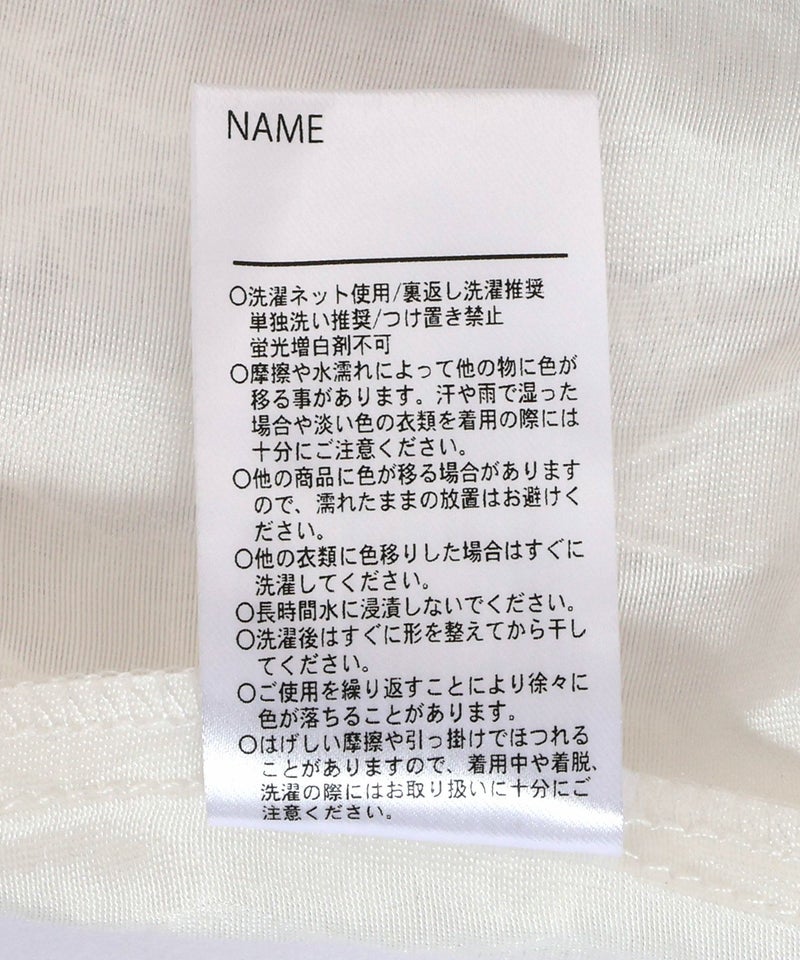 NAME
〇洗濯ネット使用/裏返し洗濯推奨
単独洗い推奨/つけ置き禁止
蛍光増白剤不可
〇摩擦や水濡れによって他の物に色が
移る事があります。汗や雨で湿った
場合や淡い色の衣類を着用の際には
十分にご注意ください。
〇他の商品に色が移る場合があります
ので、濡れたままの放置はお避けく
ださい。
〇他の衣類に色移りした場合はすぐに
洗濯してください。
〇長時間水に浸漬しないでください。
〇洗濯後はすぐに形を整えてから干し
てください。
〇ご使用を繰り返すことにより徐々に
色が落ちることがあります。
〇はげしい摩擦や引っ掛けでほつれる
ことがありますので、着用中や着脱、
洗濯の際にはお取り扱いに十分にご
注意ください。